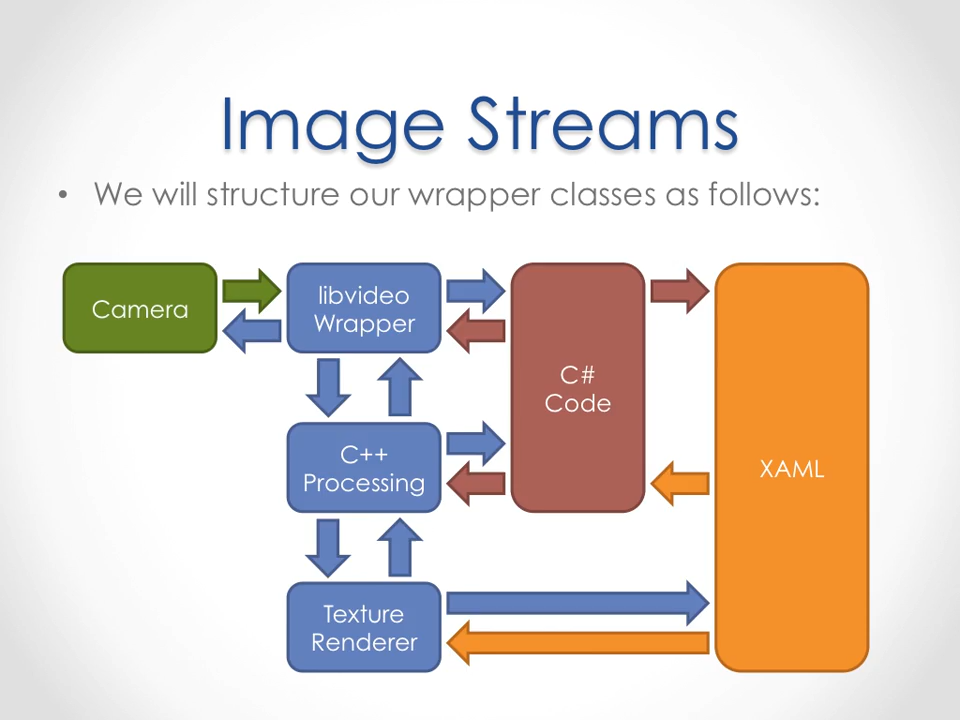 Image Streams
• We will structure our wrapper classes as follows:
Camera
libvideo
Wrapper
C#
Code
XAML
C++
Processing
Texture
Renderer